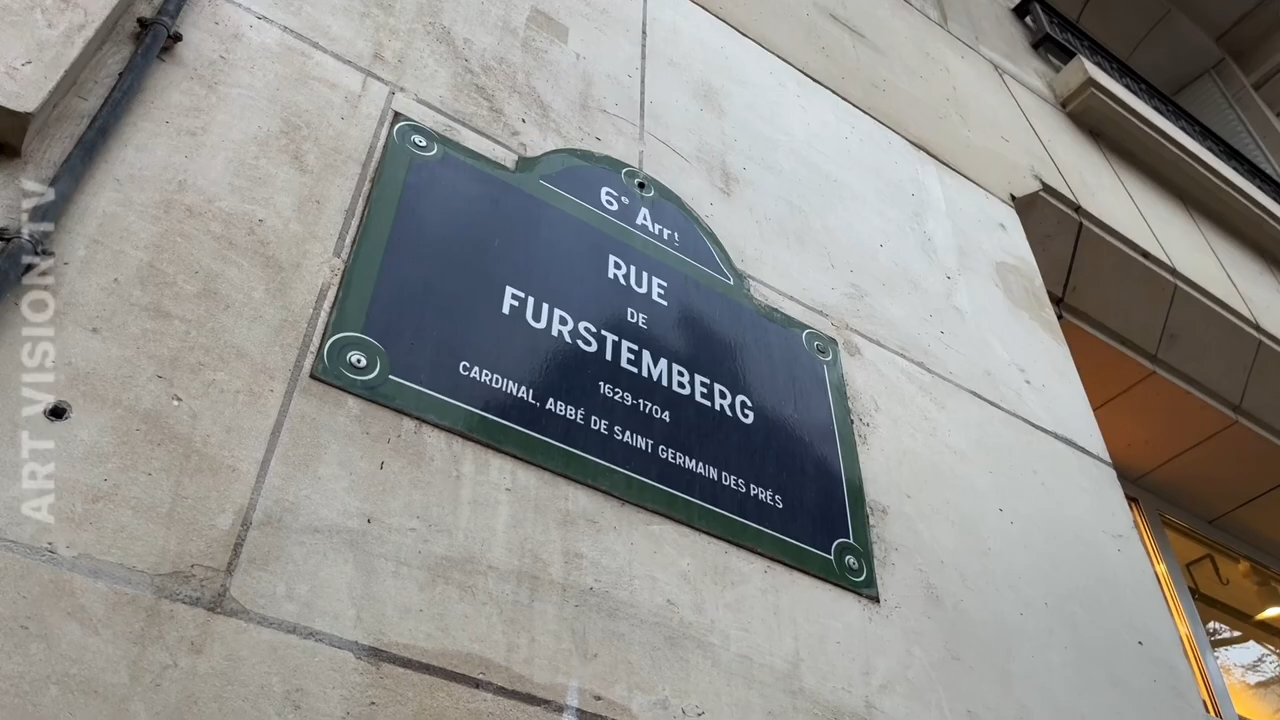 6e Arrt
RUE
DE
FURSTEMBERG
1629-1704
CARDINAL, ABBÉ DE SAINT GERMAIN DES PRÉS
ART VISION TV